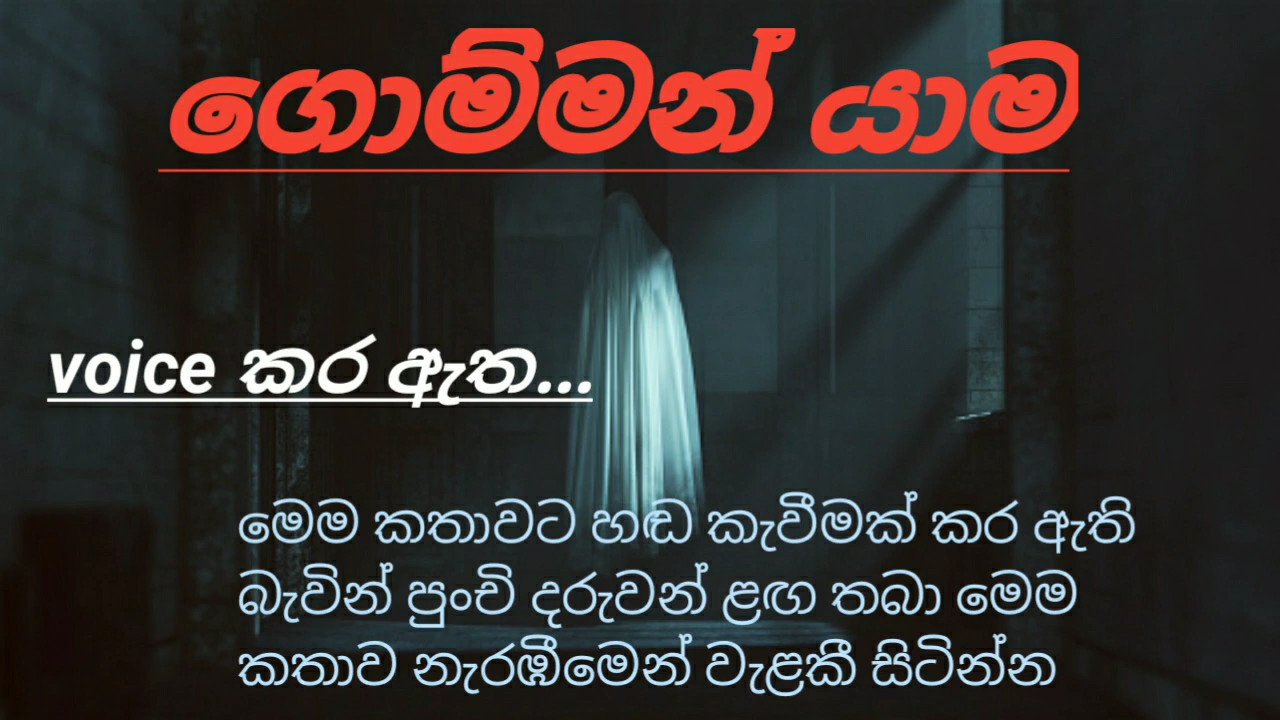 ගොම්මන් යාම
voice කර ඇත...
මෙම කතාවට හඬ කැවීමක් කර ඇති
බැවින් පුංචි දරුවන් ළඟ තබා මෙම
කතාව නැරඹීමෙන් වැළකී සිටින්න